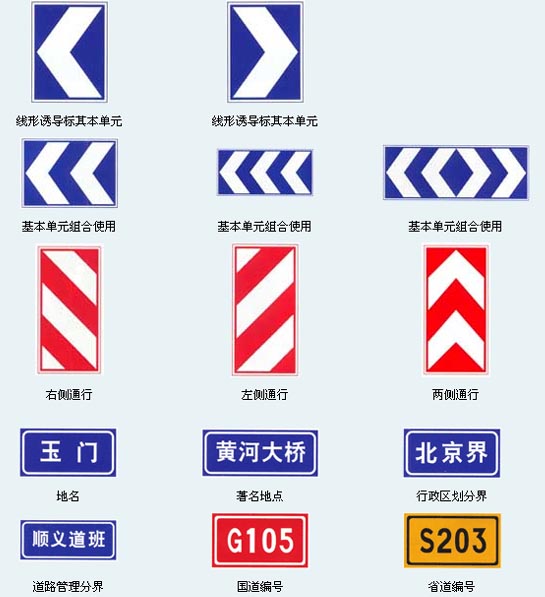 线形诱导标其本单元
线形诱导标其本单元
基本单元组合使用
基本单元组合使用
基本单元组合使用
右侧通行
左侧通行
两侧通行
玉门
黄河大桥
北京界
地名
著名地点
行政区划分界
顺义道班
G105
S203
道路管理分界
国道编号
省道编号